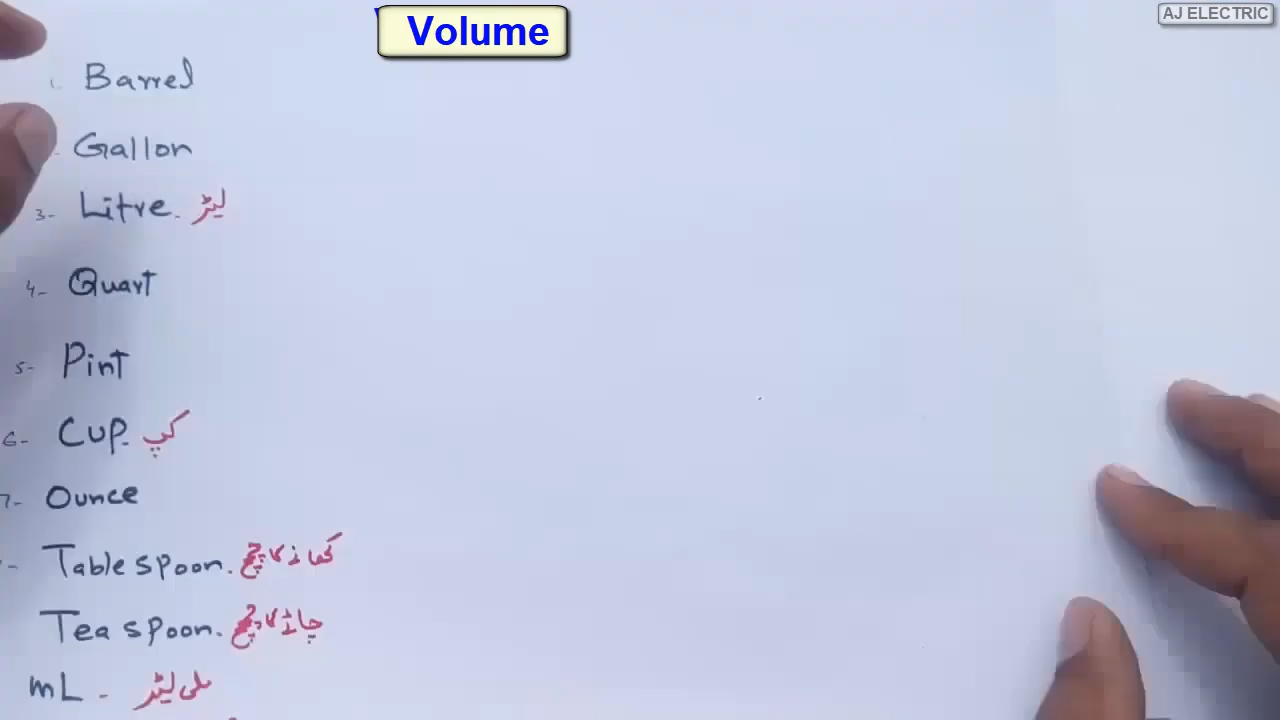 Volume
AJ ELECTRIC
1. Barrel
- Gallon
3- Litre. لیٹر
4- Quart
5- Pint
6- Cup. کپ
7- Ounce
- Table spoon. کھانے کا چمچ
Tea spoon. چائے کا چمچ
mL - ملی لیٹر